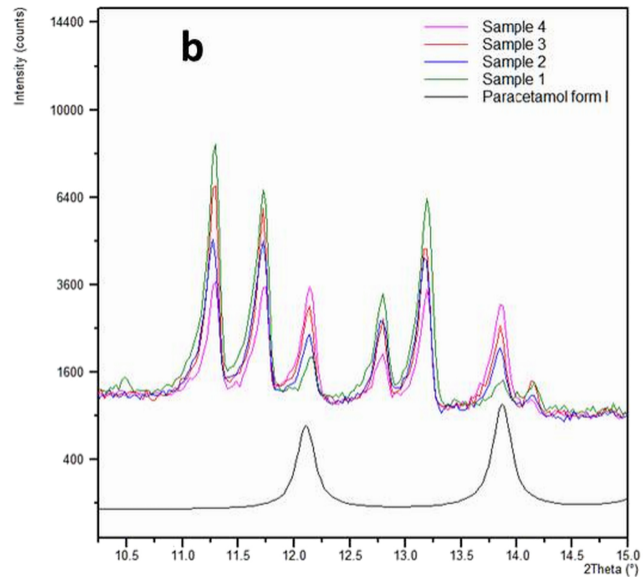 Intensity (counts)
14400
10000
6400
3600
1600
400
b
Sample 4
Sample 3
Sample 2
Sample 1
Paracetamol form I
10.5 11.0 11.5 12.0 12.5 13.0 13.5 14.0 14.5 15.0
2Theta (°)